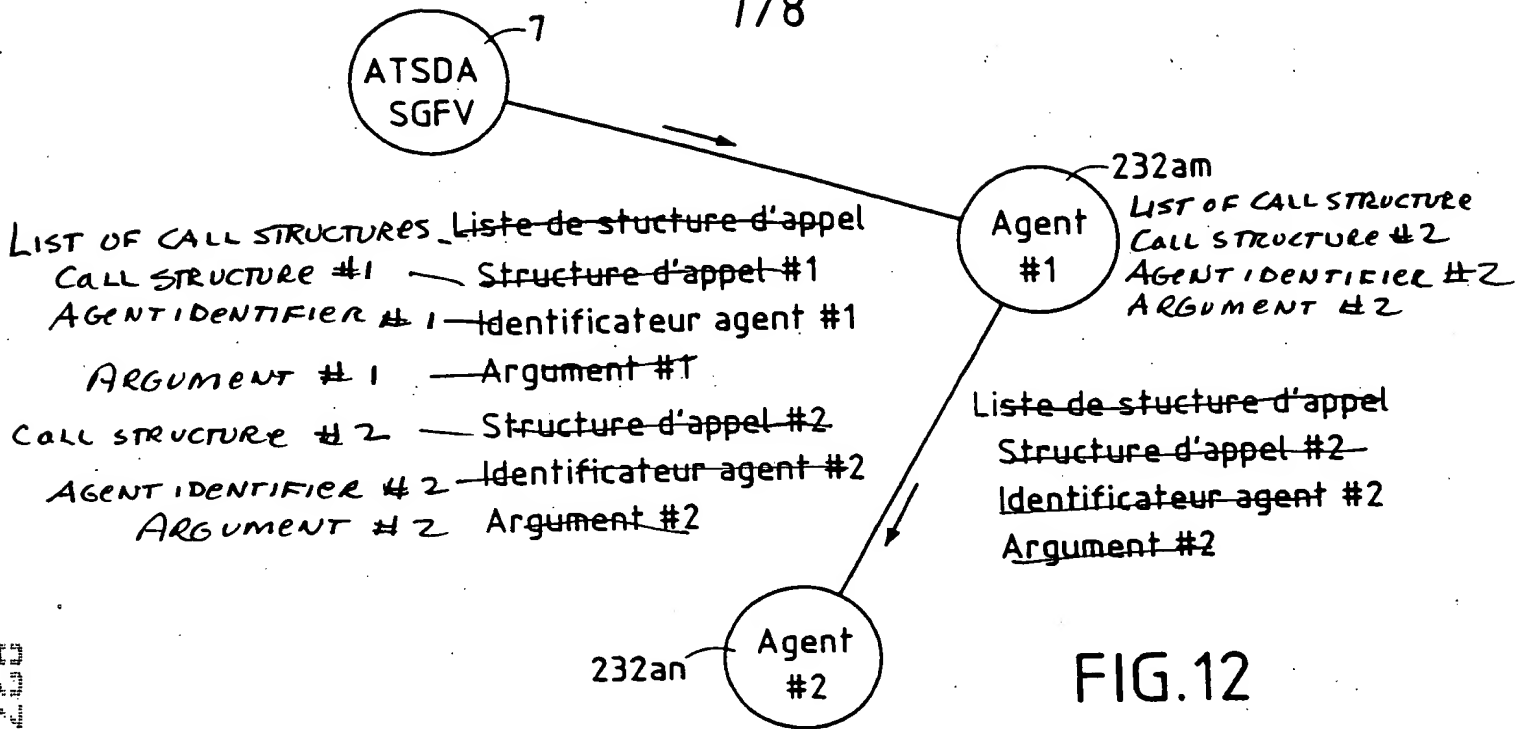 7/8
7
ATSDA
SGFV
232am
Agent
#1
LIST OF CALL STRUCTURE
CALL STRUCTURE #2
AGENT IDENTIFIER #2
ARGUMENT #2
LIST OF CALL STRUCTURES Liste de stucture d'appel
CALL STRUCTURE #1 Structure d'appel #1
AGENT IDENTIFIER #1 Identificateur agent #1
ARGUMENT #1 Argument #1
CALL STRUCTURE #2 Structure d'appel #2
AGENT IDENTIFIER #2 Identificateur agent #2
ARGUMENT #2 Argument #2
Liste de stucture d'appel
Structure d'appel #2
Identificateur agent #2
Argument #2
232an
Agent
#2
FIG.12